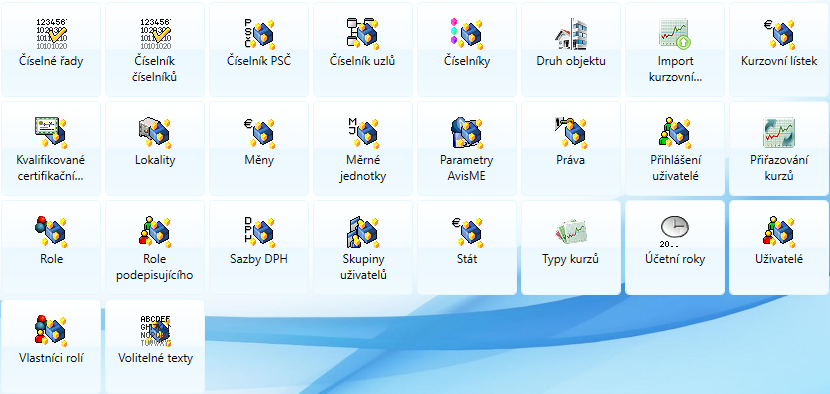 Číselné řady
Číselník
číselníků
Číselník PSČ
Číselník uzlů
Číselníky
Druh objektu
Import
kurzovní...
Kurzovní lístek
Kvalifikované
certifikační...
Lokality
Měny
Měrné
jednotky
Parametry
AvisME
Práva
Přihlášení
uživatelé
Přiřazování
kurzů
Role
Role
podepisujícího
Sazby DPH
Skupiny
uživatelů
Stát
Typy kurzů
20..
Účetní roky
Uživatelé
Vlastníci rolí
Volitelné texty